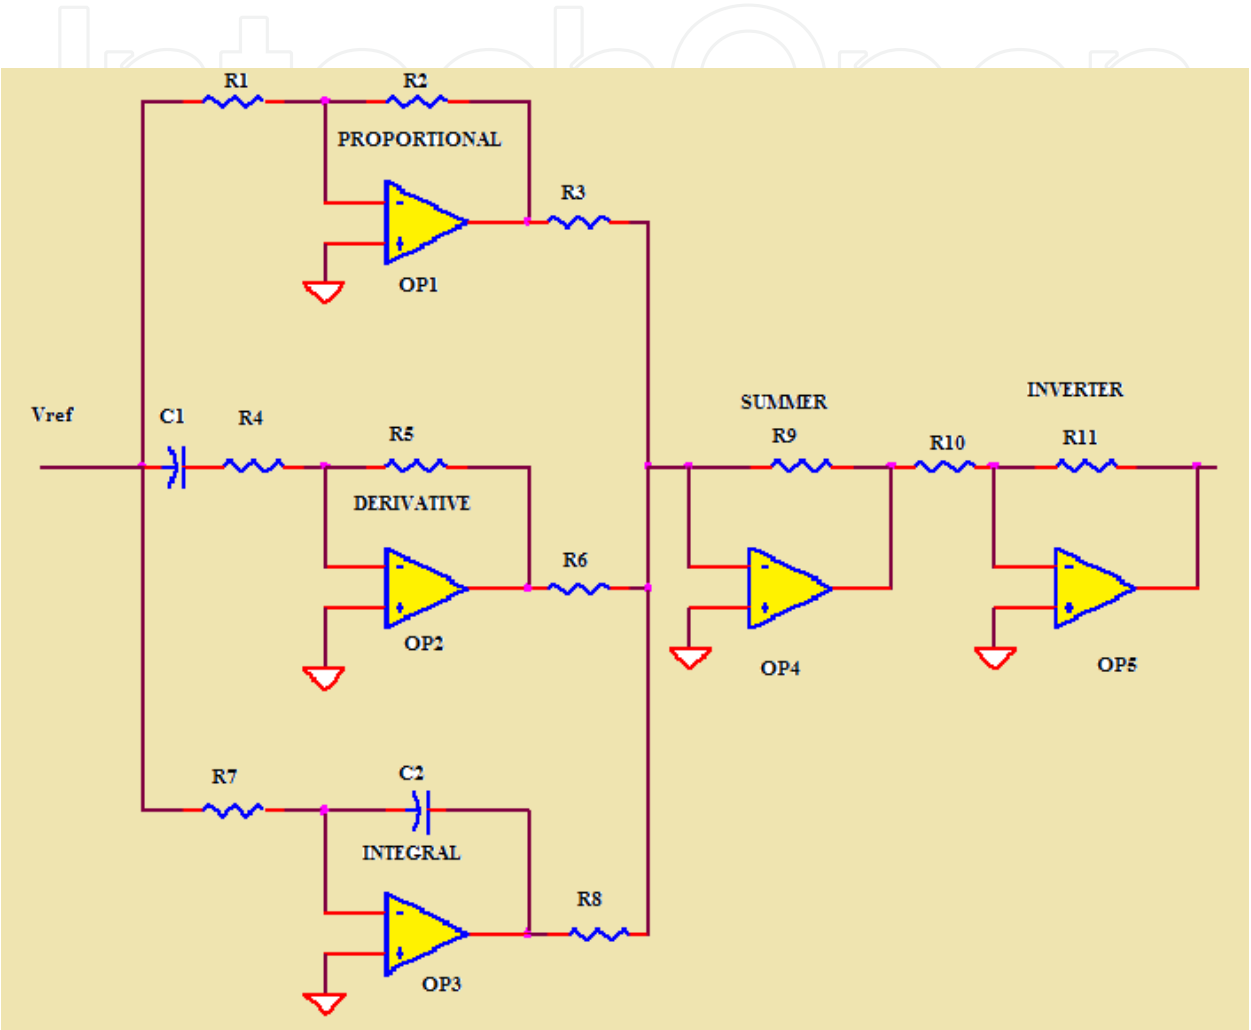 IntechOpen
R1
R2
PROPORTIONAL
R3
-
+
OP1
Vref
C1
R4
R5
DERIVATIVE
R6
-
+
OP2
SUMMER
R9
R10
INVERTER
R11
-
+
OP4
-
+
OP5
R7
C2
INTEGRAL
R8
-
+
OP3